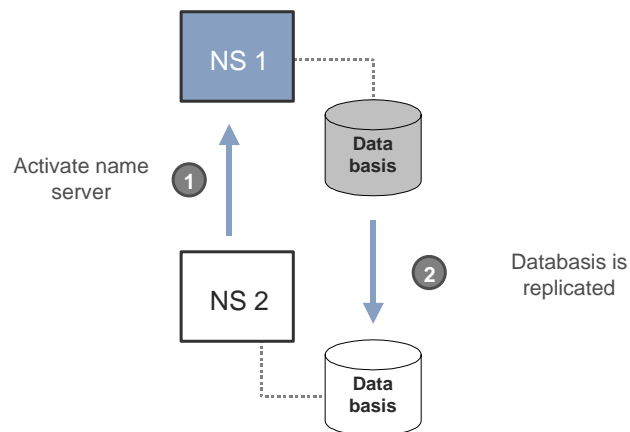 NS 1
Data
basis
Activate name
server
1
2
Databasis is
replicated
NS 2
Data
basis